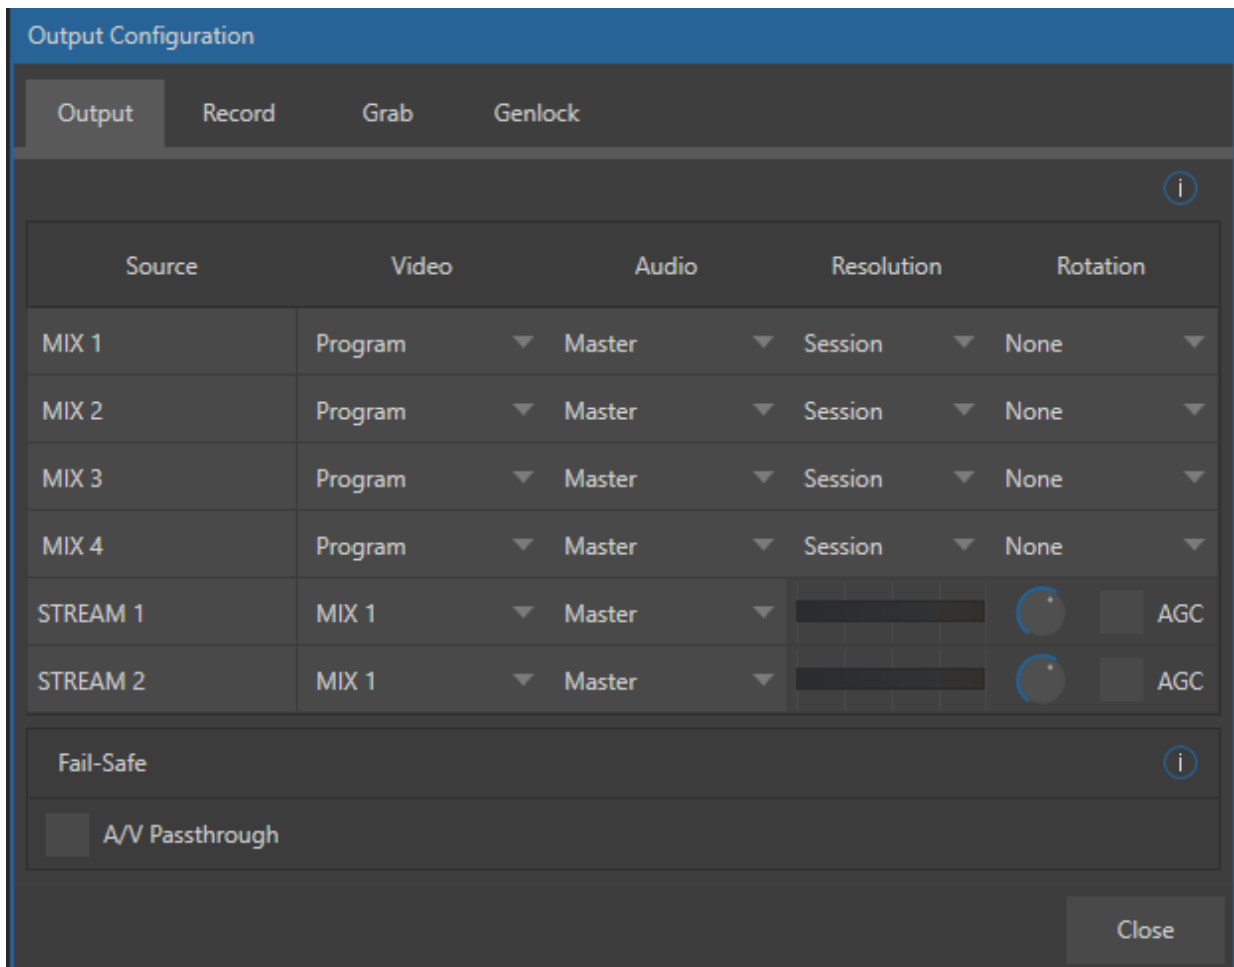 Output Configuration
Output Record Grab Genlock
i
Source Video Audio Resolution Rotation
MIX 1 Program Master Session None
MIX 2 Program Master Session None
MIX 3 Program Master Session None
MIX 4 Program Master Session None
STREAM 1 MIX 1 Master AGC
STREAM 2 MIX 1 Master AGC
Fail-Safe i
A/V Passthrough
Close